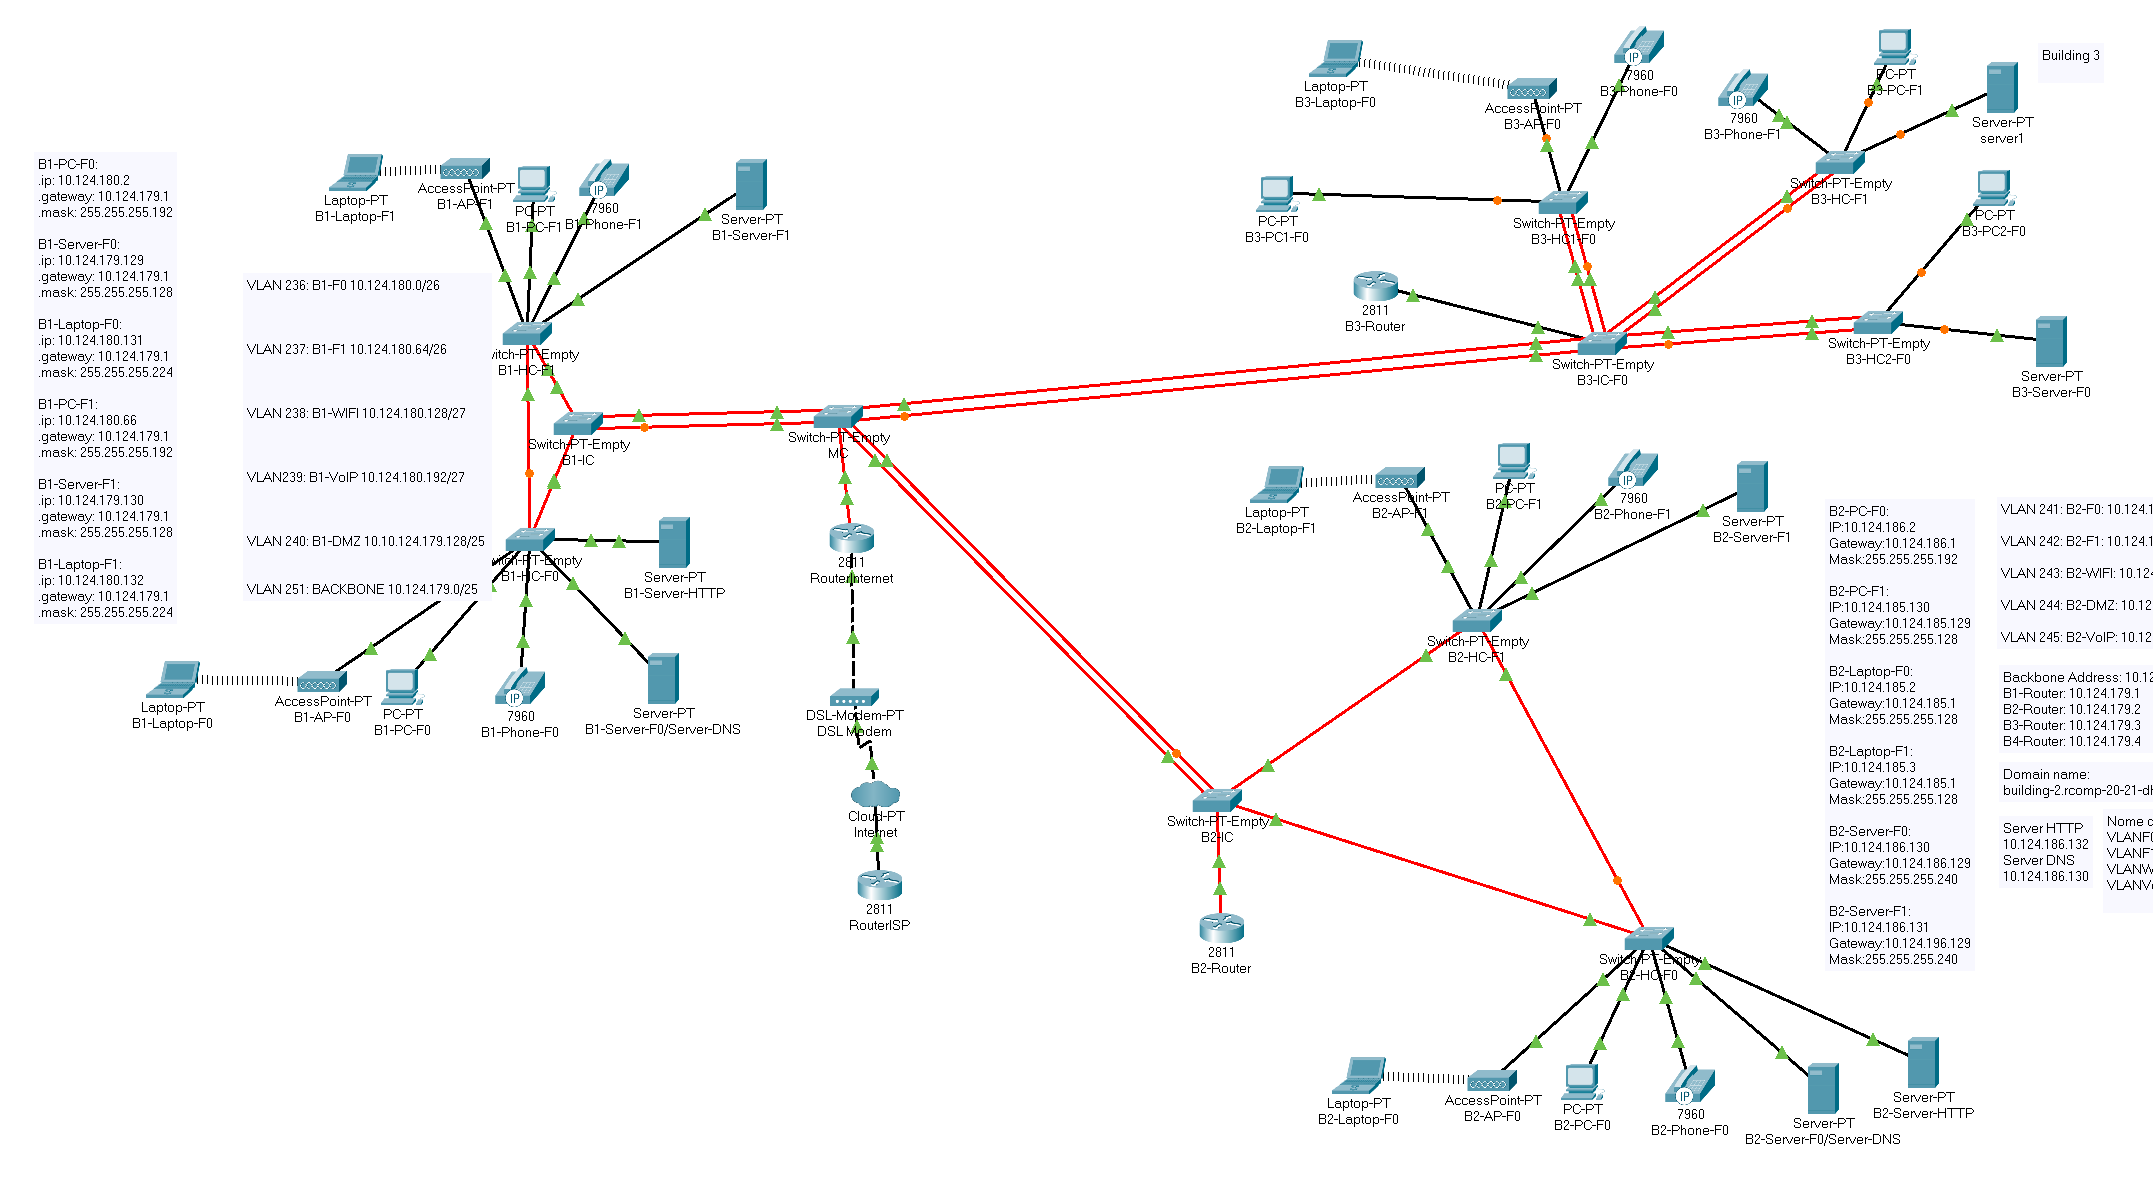 B1-PC-F0:
.ip: 10.124.180.2
.gateway: 10.124.179.1
.mask: 255.255.255.192
B1-Server-F0:
.ip: 10.124.179.129
.gateway: 10.124.179.1
.mask: 255.255.255.128
B1-Laptop-F0:
.ip: 10.124.180.131
.gateway: 10.124.179.1
.mask: 255.255.255.224
B1-PC-F1:
.ip: 10.124.180.66
.gateway: 10.124.179.1
.mask: 255.255.255.192
B1-Server-F1:
.ip: 10.124.179.130
.gateway: 10.124.179.1
.mask: 255.255.255.128
B1-Laptop-F1:
.ip: 10.124.180.132
.gateway: 10.124.179.1
.mask: 255.255.255.224
VLAN 236: B1-F0 10.124.180.0/26
VLAN 237: B1-F1 10.124.180.64/26
VLAN 238: B1-WIFI 10.124.180.128/27
VLAN239: B1-VoIP 10.124.180.192/27
VLAN 240: B1-DMZ 10.10.124.179.128/25
VLAN 251: BACKBONE 10.124.179.0/25
Laptop-PT
B1-Laptop-F1
AccessPoint-PT
B1-AP-F1
PC-PT
B1-PC-F1
IP
7960
B1-Phone-F1
Server-PT
B1-Server-F1
witch-PT-Empty
B1-HC-F1
Switch-PT-Empty
B1-IC
witch-PT-Empty
B1-HC-F0
Server-PT
B1-Server-HTTP
Laptop-PT
B1-Laptop-F0
AccessPoint-PT
B1-AP-F0
PC-PT
B1-PC-F0
IP
7960
B1-Phone-F0
Server-PT
B1-Server-F0/Server-DNS
Switch-PT-Empty
MC
2811
RouterInternet
DSL-Modem-PT
DSL Modem
Cloud-PT
Internet
2811
RouterISP
Building 3
Laptop-PT
B3-Laptop-F0
AccessPoint-PT
B3-AP-F0
IP
7960
B3-Phone-F0
IP
7960
B3-Phone-F1
PC-PT
B3-PC-F1
Server-PT
server1
PC-PT
B3-PC1-F0
Switch-PT-Empty
B3-HC1-F0
Switch-PT-Empty
B3-HC-F1
PC-PT
B3-PC2-F0
2811
B3-Router
Switch-PT-Empty
B3-IC-F0
Switch-PT-Empty
B3-HC2-F0
Server-PT
B3-Server-F0
Laptop-PT
B2-Laptop-F1
AccessPoint-PT
B2-AP-F1
PC-PT
B2-PC-F1
IP
7960
B2-Phone-F1
Server-PT
B2-Server-F1
Switch-PT-Empty
B2-HC-F1
Switch-PT-Empty
B2-IC
2811
B2-Router
Switch-PT-Empty
B2-HC-F0
Laptop-PT
B2-Laptop-F0
AccessPoint-PT
B2-AP-F0
PC-PT
B2-PC-F0
IP
7960
B2-Phone-F0
Server-PT
B2-Server-F0/Server-DNS
Server-PT
B2-Server-HTTP
B2-PC-F0:
IP:10.124.186.2
Gateway:10.124.186.1
Mask:255.255.255.192
B2-PC-F1:
IP:10.124.185.130
Gateway:10.124.185.129
Mask:255.255.255.128
B2-Laptop-F0:
IP:10.124.185.2
Gateway:10.124.185.1
Mask:255.255.255.128
B2-Laptop-F1:
IP:10.124.185.3
Gateway:10.124.185.1
Mask:255.255.255.128
B2-Server-F0:
IP:10.124.186.130
Gateway:10.124.186.129
Mask:255.255.255.240
B2-Server-F1:
IP:10.124.186.131
Gateway:10.124.196.129
Mask:255.255.255.240
VLAN 241: B2-F0: 10.124.1
VLAN 242: B2-F1: 10.124.1
VLAN 243: B2-WIFI: 10.124
VLAN 244: B2-DMZ: 10.12
VLAN 245: B2-VoIP: 10.12
Backbone Address: 10.12
B1-Router: 10.124.179.1
B2-Router: 10.124.179.2
B3-Router: 10.124.179.3
B4-Router: 10.124.179.4
Domain name:
building-2.rcomp-20-21-dh
Server HTTP
10.124.186.132
Server DNS
10.124.186.130
Nome
VLANF
VLANF
VLANW
VLANV